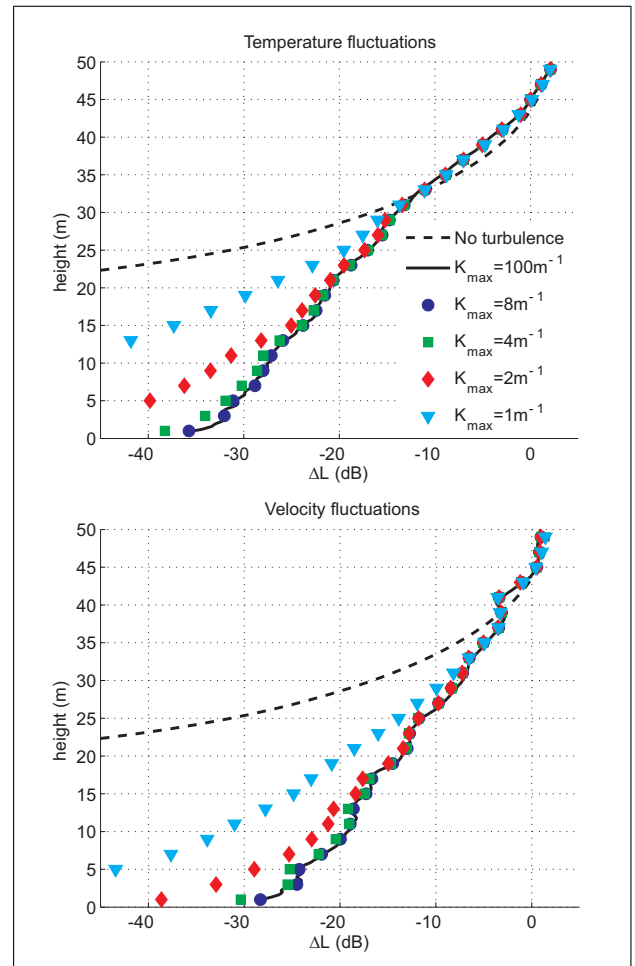 Temperature fluctuations
50
45
40
35
30
25
20
15
10
5
0
height (m)
-40
-30
-20
-10
0
ΔL (dB)
No turbulence
K_max=100m^-1
K_max=8m^-1
K_max=4m^-1
K_max=2m^-1
K_max=1m^-1
Velocity fluctuations
50
45
40
35
30
25
20
15
10
5
0
height (m)
-40
-30
-20
-10
0
ΔL (dB)